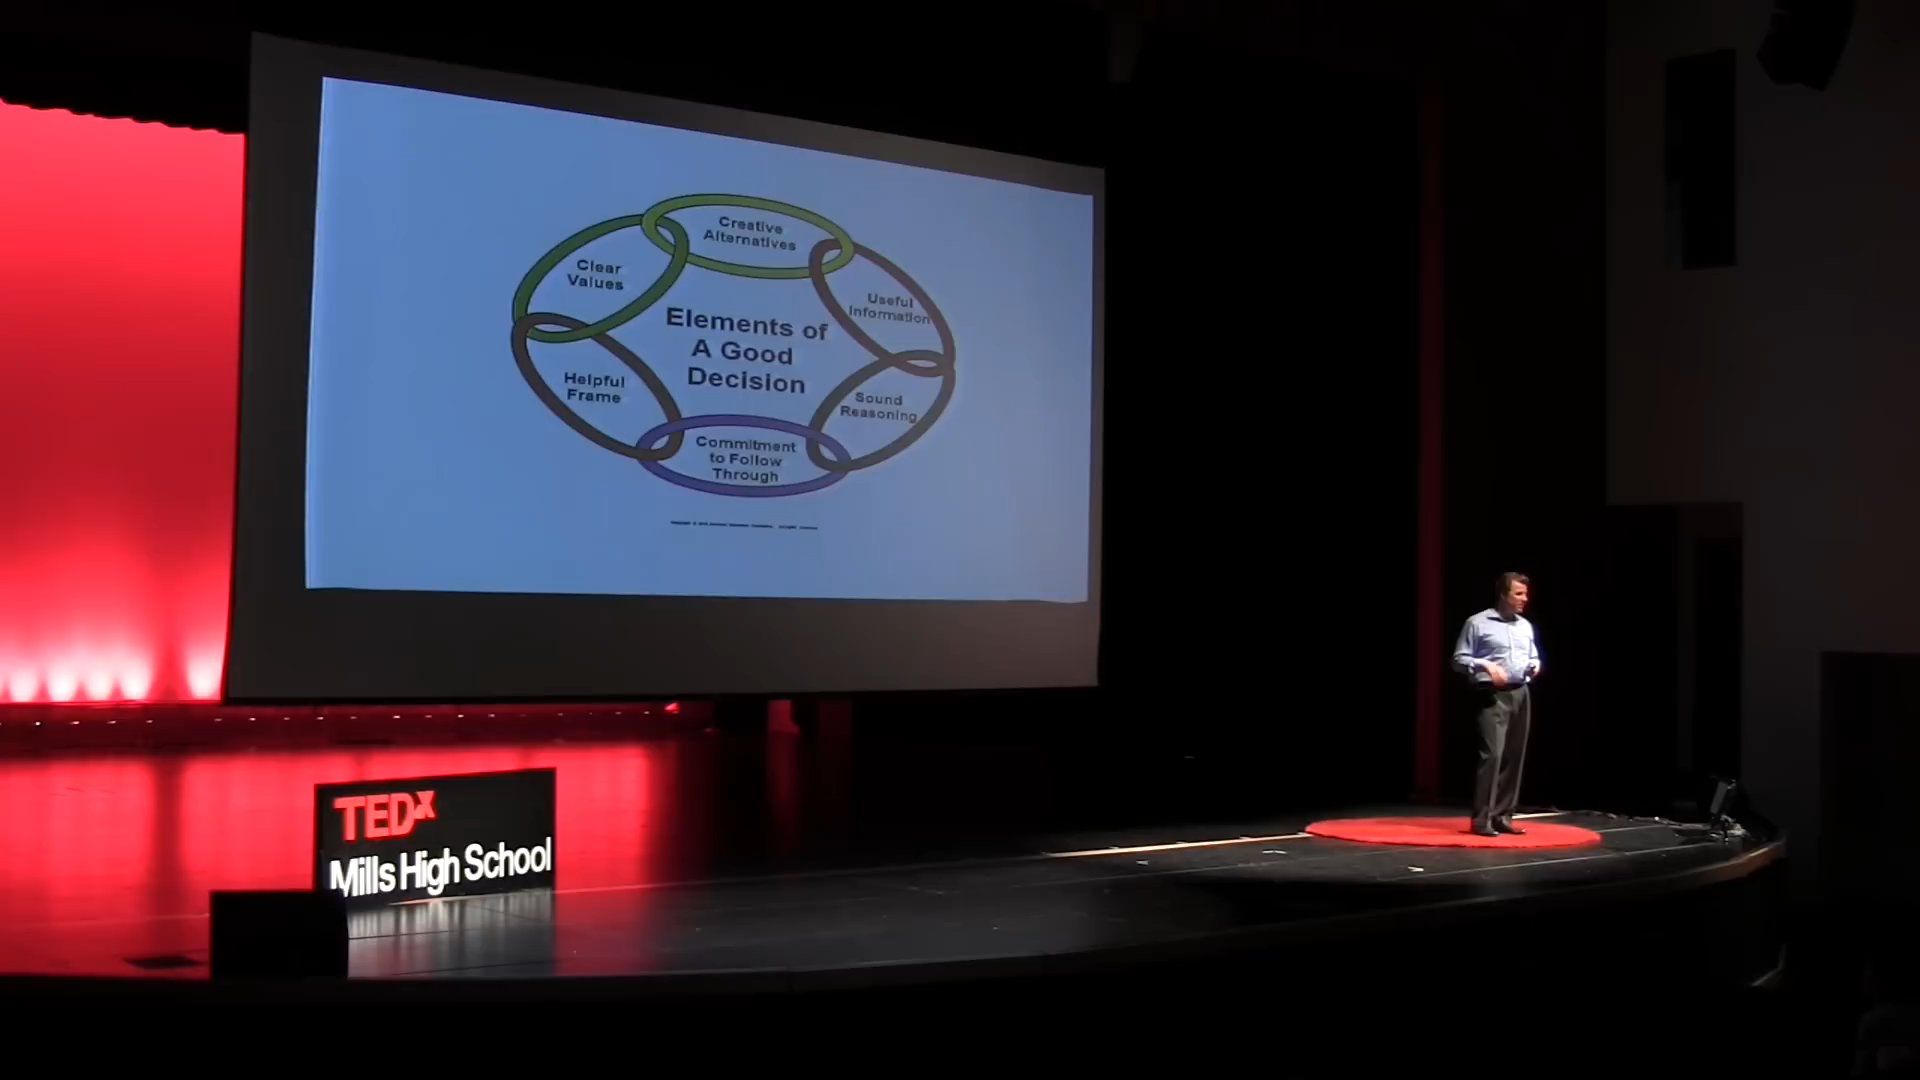 Creative
Alternatives
Clear
Values
Useful
Information
Elements of
A Good
Decision
Helpful
Frame
Sound
Reasoning
Commitment
to Follow
Through
TEDx
Mills High School